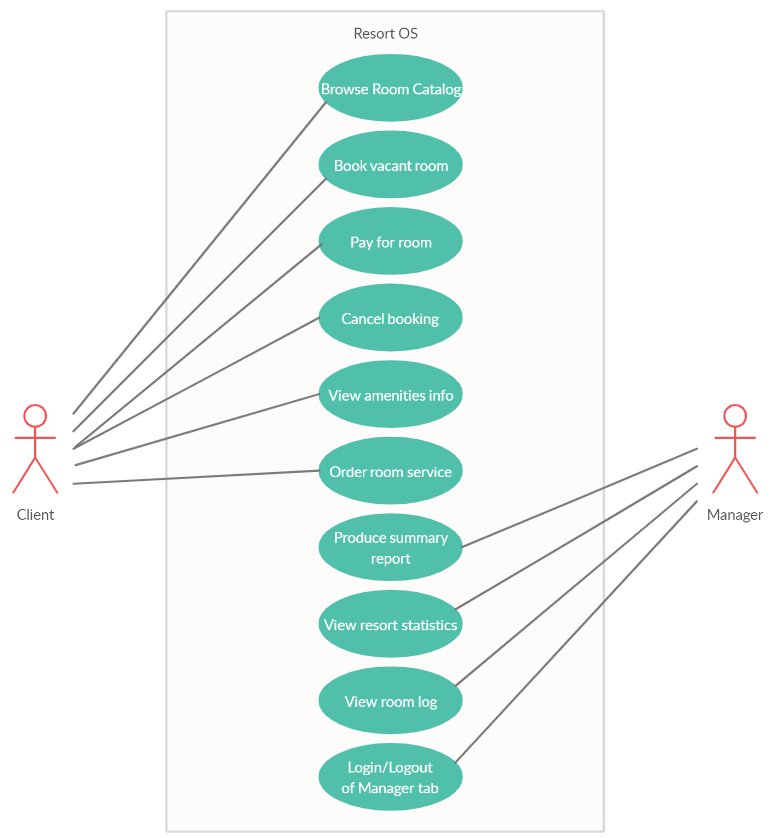 Resort OS
Browse Room Catalog
Book vacant room
Pay for room
Cancel booking
View amenities info
Order room service
Client
Manager
Produce summary
report
View resort statistics
View room log
Login/Logout
of Manager tab